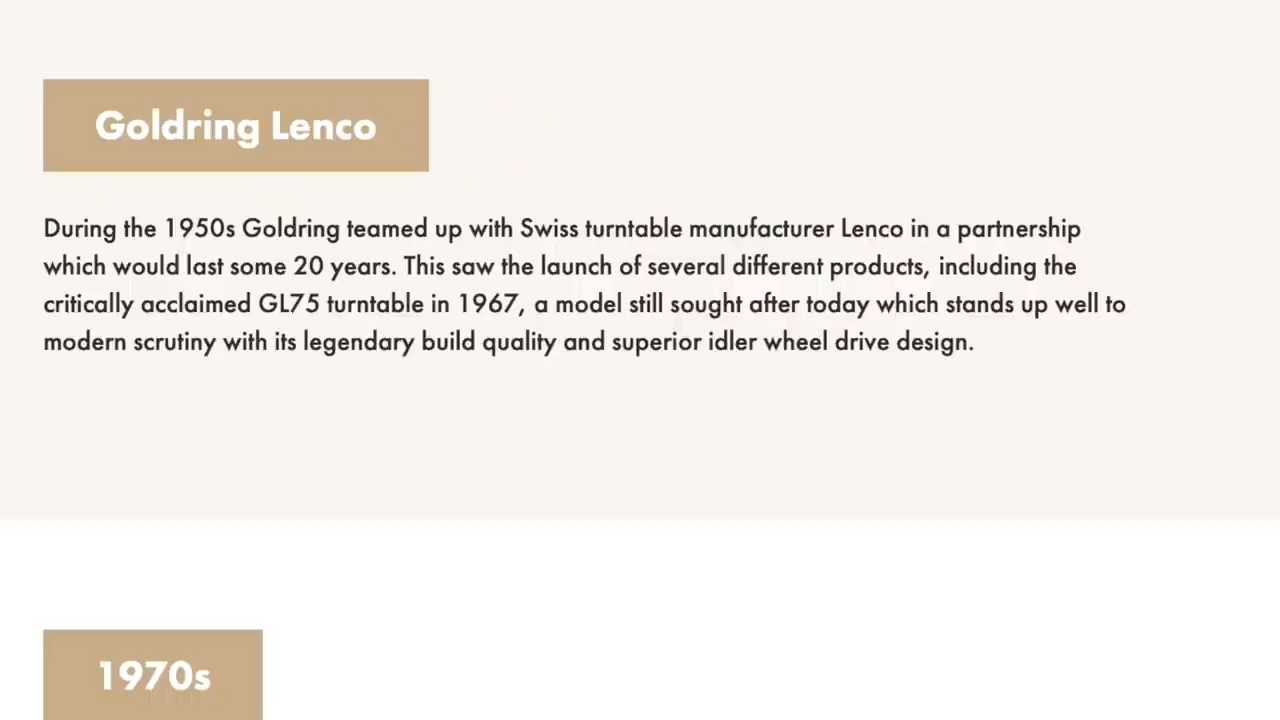 Goldring Lenco
During the 1950s Goldring teamed up with Swiss turntable manufacturer Lenco in a partnership
which would last some 20 years. This saw the launch of several different products, including the
critically acclaimed GL75 turntable in 1967, a model still sought after today which stands up well to
modern scrutiny with its legendary build quality and superior idler wheel drive design.
1970s